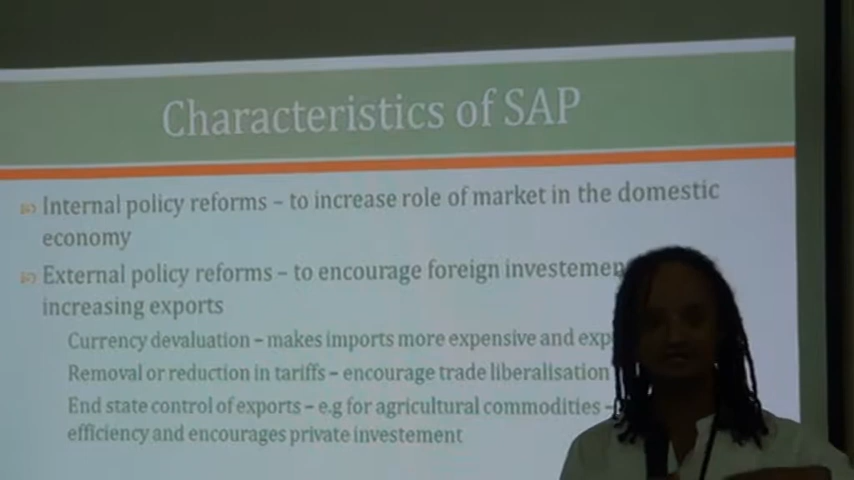 Characteristics of SAP
Internal policy reforms – to increase role of market in the domestic
economy
External policy reforms – to encourage foreign investemen
increasing exports
Currency devaluation – makes imports more expensive and exp
Removal or reduction in tariffs – encourage trade liberalisation
End state control of exports – e.g for agricultural commodities –
efficiency and encourages private investement